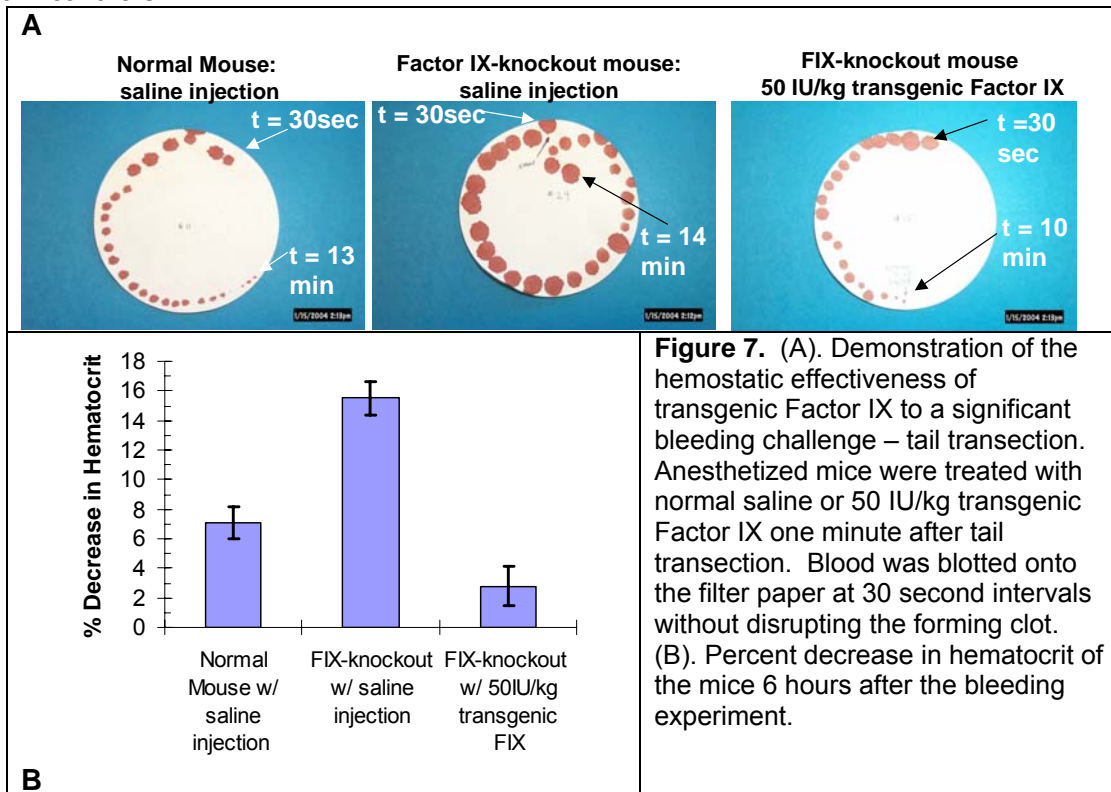 A
Normal Mouse:
saline injection
Factor IX-knockout mouse:
saline injection
FIX-knockout mouse
50 IU/kg transgenic Factor IX
t = 30sec
t = 13
min
1/15/2004 2:13pm
t = 30sec
# 29
t = 14
min
1/15/2004 2:12pm
t =30
sec
t = 10
min
1/15/2004 2:13pm
% Decrease in Hematocrit
18
16
14
12
10
8
6
4
2
0
Normal
Mouse w/
saline
injection
FIX-knockout
w/ saline
injection
FIX-knockout
w/ 50IU/kg
transgenic
FIX
B
Figure 7. (A). Demonstration of the
hemostatic effectiveness of
transgenic Factor IX to a significant
bleeding challenge – tail transection.
Anesthetized mice were treated with
normal saline or 50 IU/kg transgenic
Factor IX one minute after tail
transection. Blood was blotted onto
the filter paper at 30 second intervals
without disrupting the forming clot.
(B). Percent decrease in hematocrit of
the mice 6 hours after the bleeding
experiment.